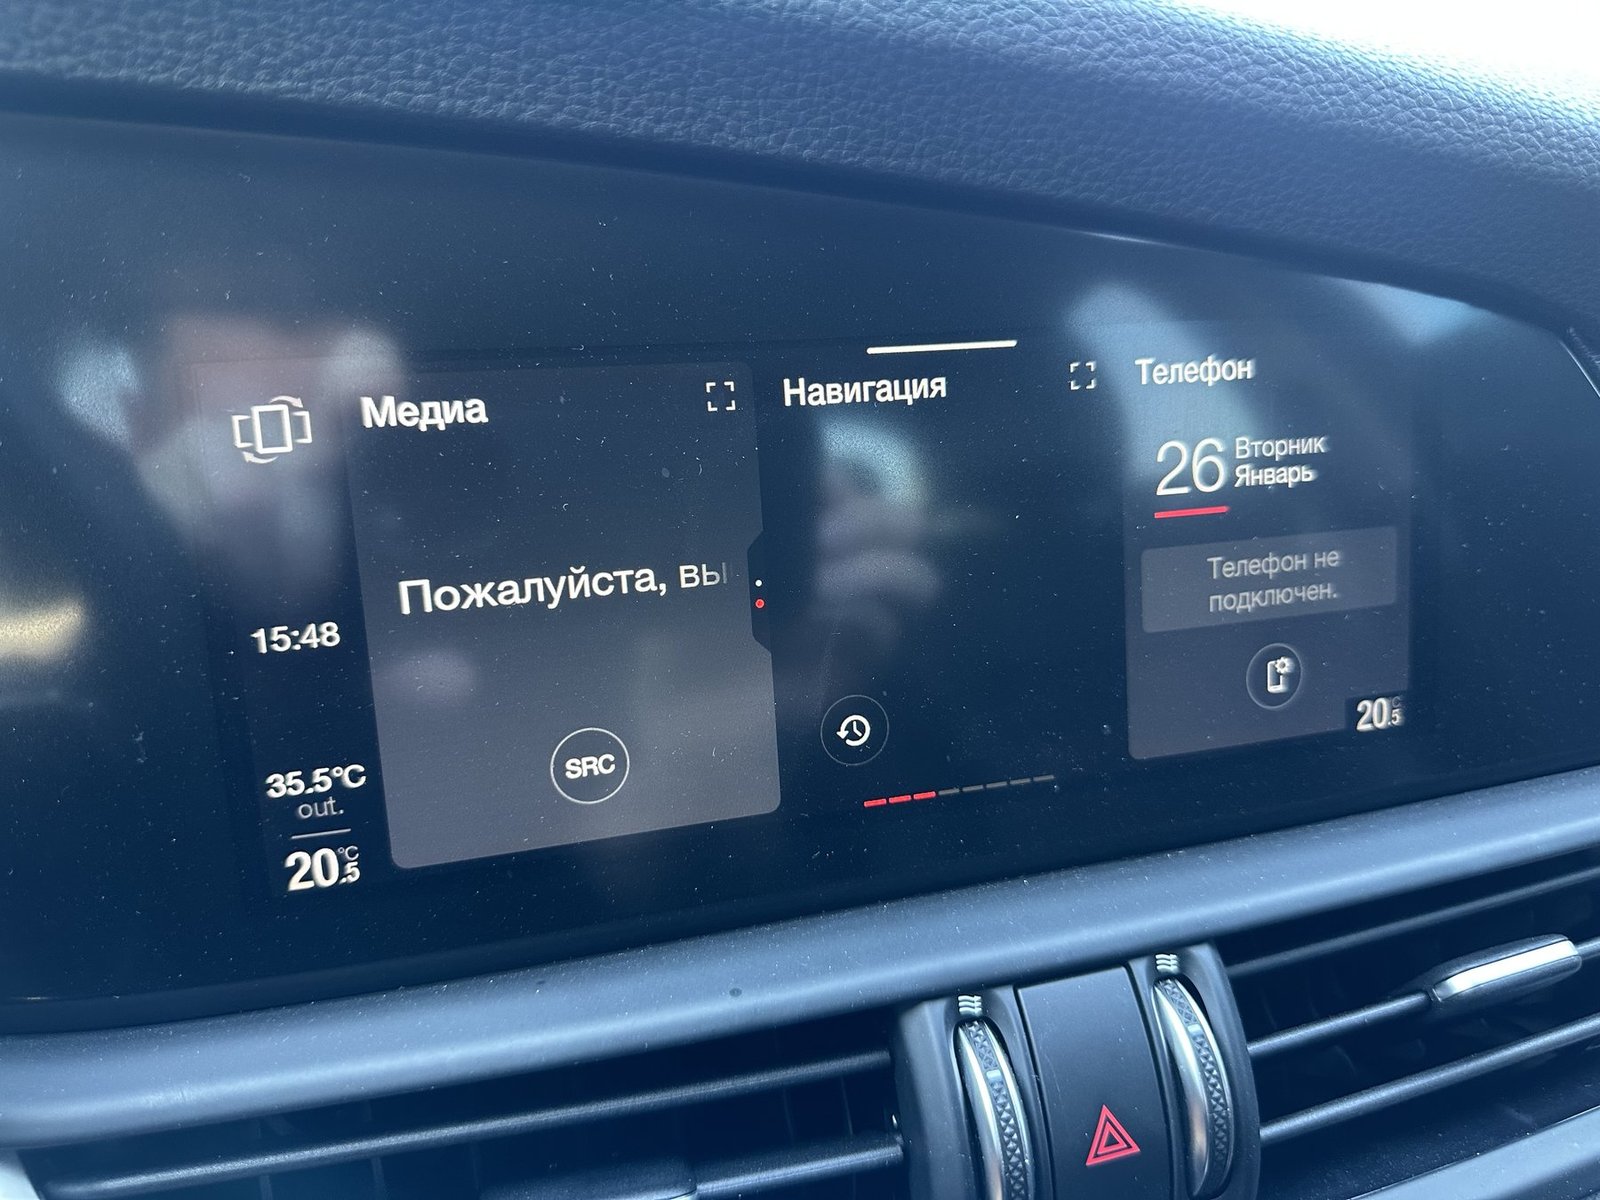 Медиа
Пожалуйста, вы
SRC
15:48
35.5°C
out.
20.5 °C
Навигация
Телефон
26 Вторник
Январь
Телефон не
подключен.
20.5 °C